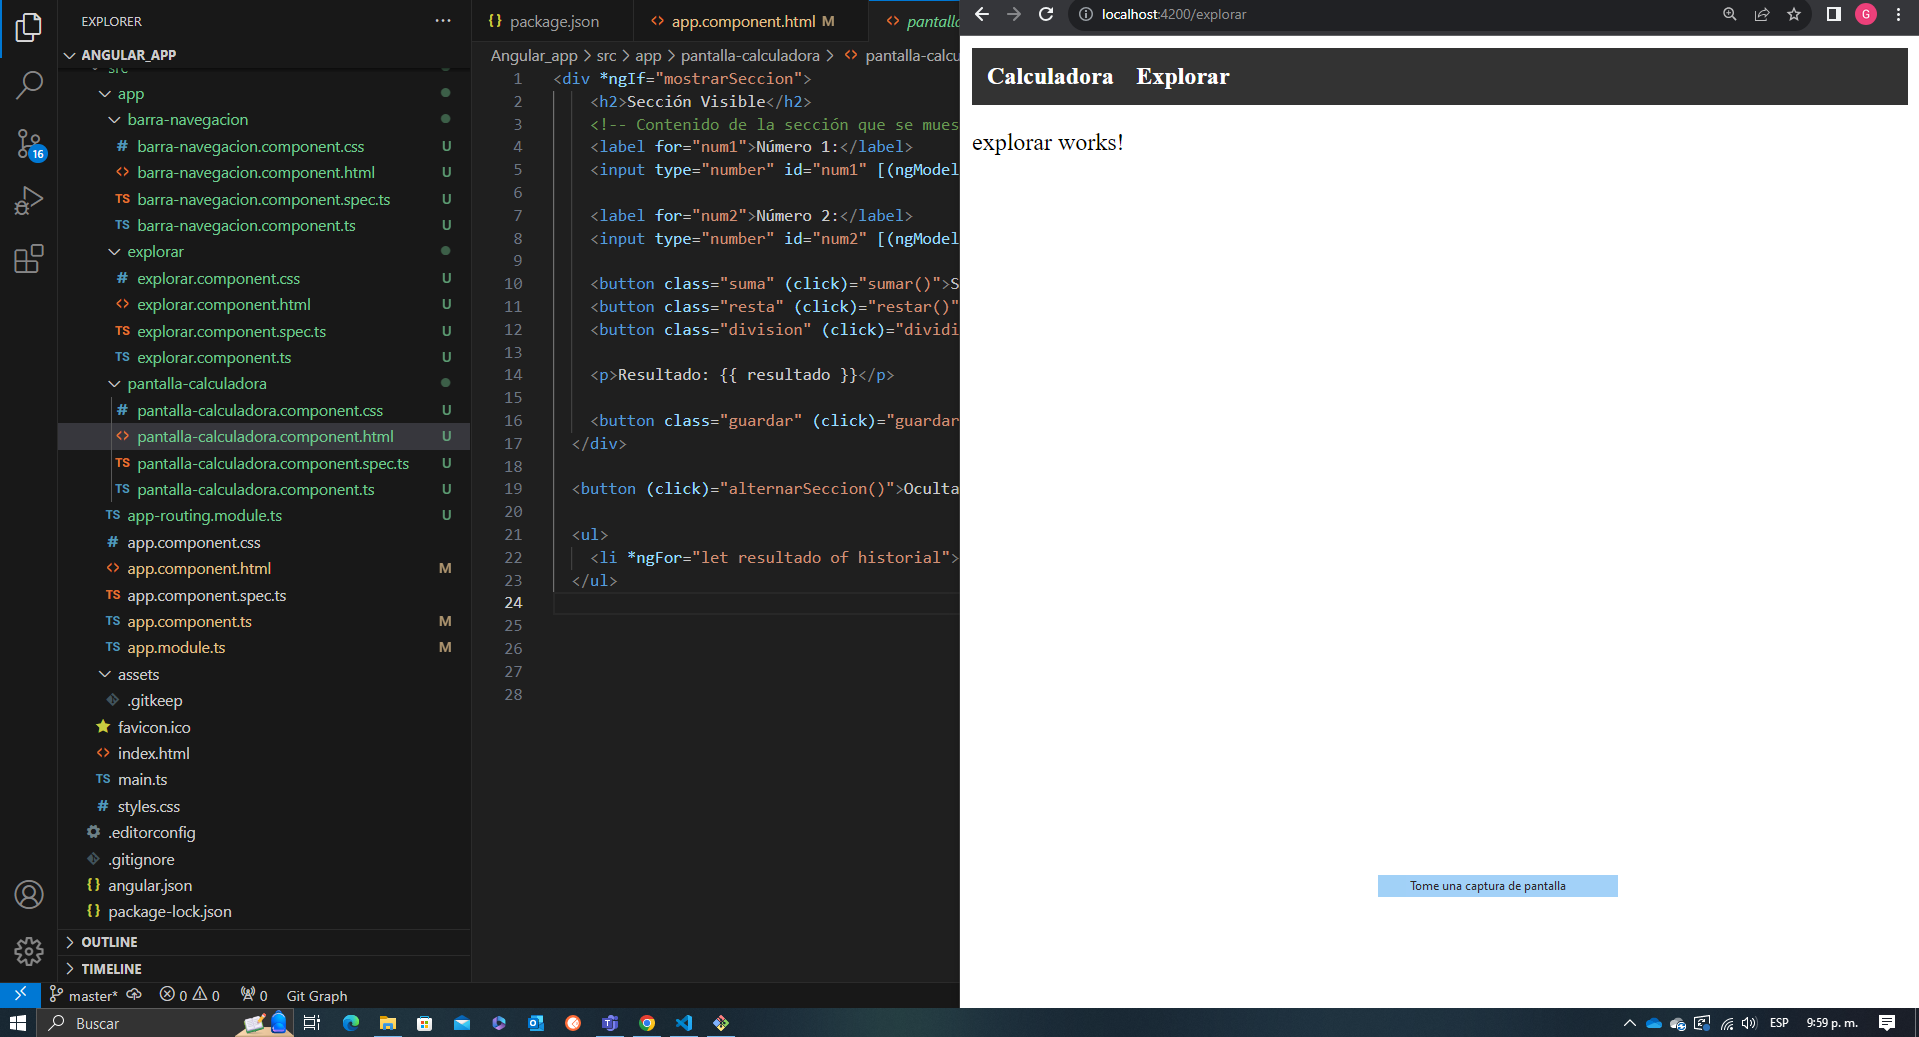 EXPLORER
ANGULAR_APP
src
app
barra-navegacion
barra-navegacion.component.css U
barra-navegacion.component.html U
barra-navegacion.component.spec.ts U
barra-navegacion.component.ts U
explorar
explorar.component.css U
explorar.component.html U
explorar.component.spec.ts U
explorar.component.ts U
pantalla-calculadora
pantalla-calculadora.component.css U
pantalla-calculadora.component.html U
pantalla-calculadora.component.spec.ts U
pantalla-calculadora.component.ts U
app-routing.module.ts U
app.component.css
app.component.html M
app.component.spec.ts
app.component.ts M
app.module.ts M
assets
.gitkeep
favicon.ico
index.html
main.ts
styles.css
.editorconfig
.gitignore
angular.json
package-lock.json
OUTLINE
TIMELINE
16
package.json
app.component.html M
pantalla
Angular_app > src > app > pantalla-calculadora > pantalla-calcu
1 <div *ngIf="mostrarSeccion">
2 <h2>Sección Visible</h2>
3 <!-- Contenido de la sección que se mues
4 <label for="num1">Número 1:</label>
5 <input type="number" id="num1" [(ngModel
6
7 <label for="num2">Número 2:</label>
8 <input type="number" id="num2" [(ngModel
9
10 <button class="suma" (click)="sumar()">S
11 <button class="resta" (click)="restar()"
12 <button class="division" (click)="dividi
13
14 <p>Resultado: {{ resultado }}</p>
15
16 <button class="guardar" (click)="guardar
17 </div>
18
19 <button (click)="alternarSeccion()">Oculta
20
21 <ul>
22 <li *ngFor="let resultado of historial">
23 </ul>
24
25
26
27
28
localhost:4200/explorar
G
Calculadora Explorar
explorar works!
Tome una captura de pantalla
master* 0 0 0 Git Graph
Buscar
ESP 9:59 p. m.